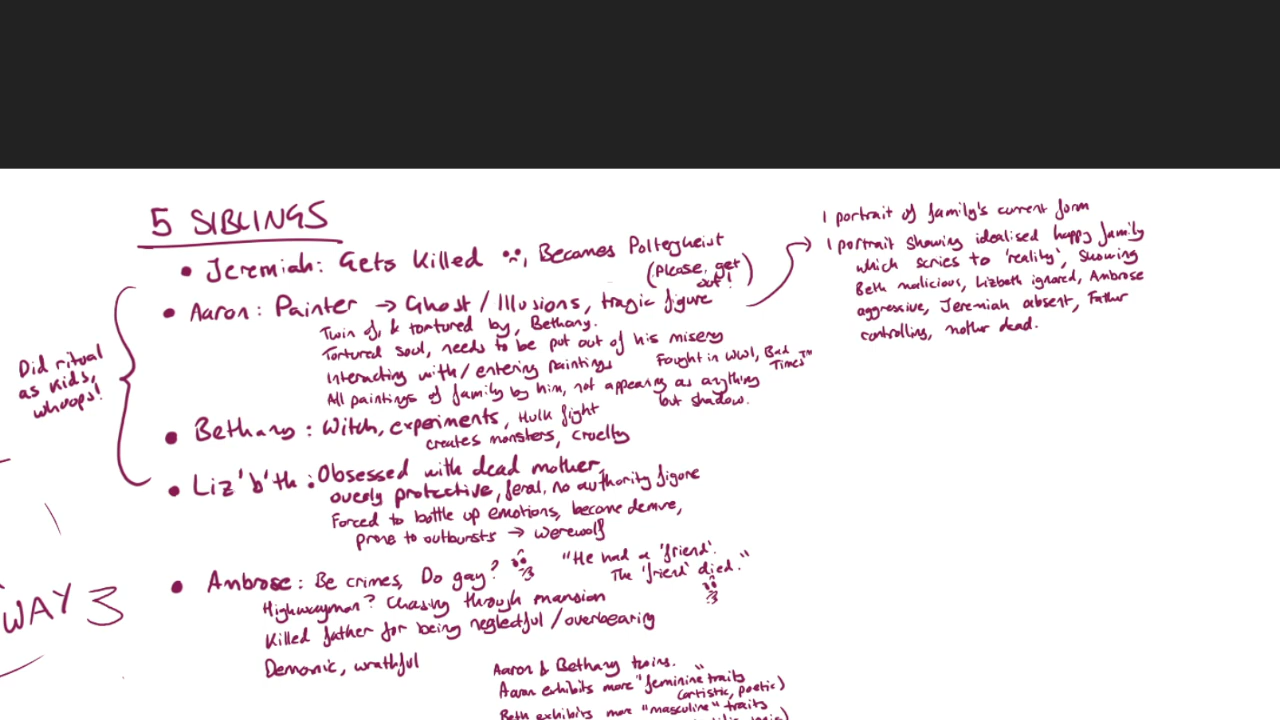 5 SIBLINGS
• Jeremiah: Gets Killed :(, Becomes Poltergheist
(please, get out!)
• Aaron: Painter → Ghost / Illusions, tragic figure
Twin of, & tortured by, Bethany.
Tortured soul, needs to be put out of his misery
Interacting with / entering paintings
Fought in WWI, Bad Times™
All paintings of family by him, not appearing as anything
but shadow.
• Bethany: Witch, experiments, Hulk fight
creates monsters, cruelty
• Liz'b'th: Obsessed with dead mother,
overly protective, feral, no authority figure
Forced to bottle up emotions, become demure,
prone to outbursts → Werewolf
Did ritual
as kids,
whoops!
• Ambrose: Be crimes, Do gay?
"He had a 'friend'.
The 'friend' died."
Highwayman? Chasing through mansion
Killed father for being neglectful / overbearing
Demonic, wrathful
Aaron & Bethany twins.
Aaron exhibits more "feminine" traits
(artistic, poetic)
Beth exhibits more "masculine" traits
1 portrait of family's current form
1 portrait showing idealised happy family
which scries to 'reality', showing
Beth malicious, Lizbeth ignored, Ambrose
aggressive, Jeremiah absent, Father
controlling, mother dead.
WAY 3